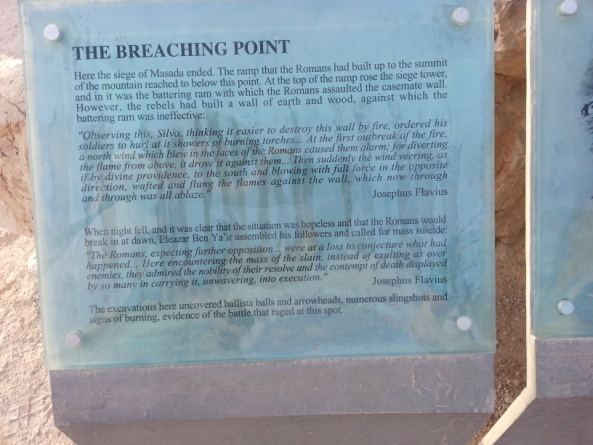 THE BREACHING POINT
Here the siege of Masada ended. The ramp that the Romans had built up to the summit
of the mountain reached to below this point. At the top of the ramp rose the siege tower,
and in it was the battering ram with which the Romans assaulted the casemate wall.
However, the rebels had built a wall of earth and wood, against which the
battering ram was ineffective:
"Observing this, Silva, thinking it easier to destroy this wall by fire, ordered his
soldiers to hurl at it showers of burning torches... At the first outbreak of the fire,
a north wind which blew in the faces of the Romans caused them alarm; for diverting
the flame from above, it drove it against them... Then suddenly the wind veering, as
if by divine providence, to the south and blowing with full force in the opposite
direction, wafted and flung the flames against the wall, which now through
and through was all ablaze."
Josephus Flavius
When night fell, and it was clear that the situation was hopeless and that the Romans would
break in at dawn, Eleazar Ben Ya'ir assembled his followers and called for mass suicide:
"The Romans, expecting further opposition... were at a loss to conjecture what had
happened... Here encountering the mass of the slain, instead of exulting as over
enemies, they admired the nobility of their resolve and the contempt of death displayed
by so many in carrying it, unwavering, into execution."
Josephus Flavius
The excavations here uncovered ballista balls and arrowheads, numerous slingshots and
signs of burning, evidence of the battle that raged at this spot.